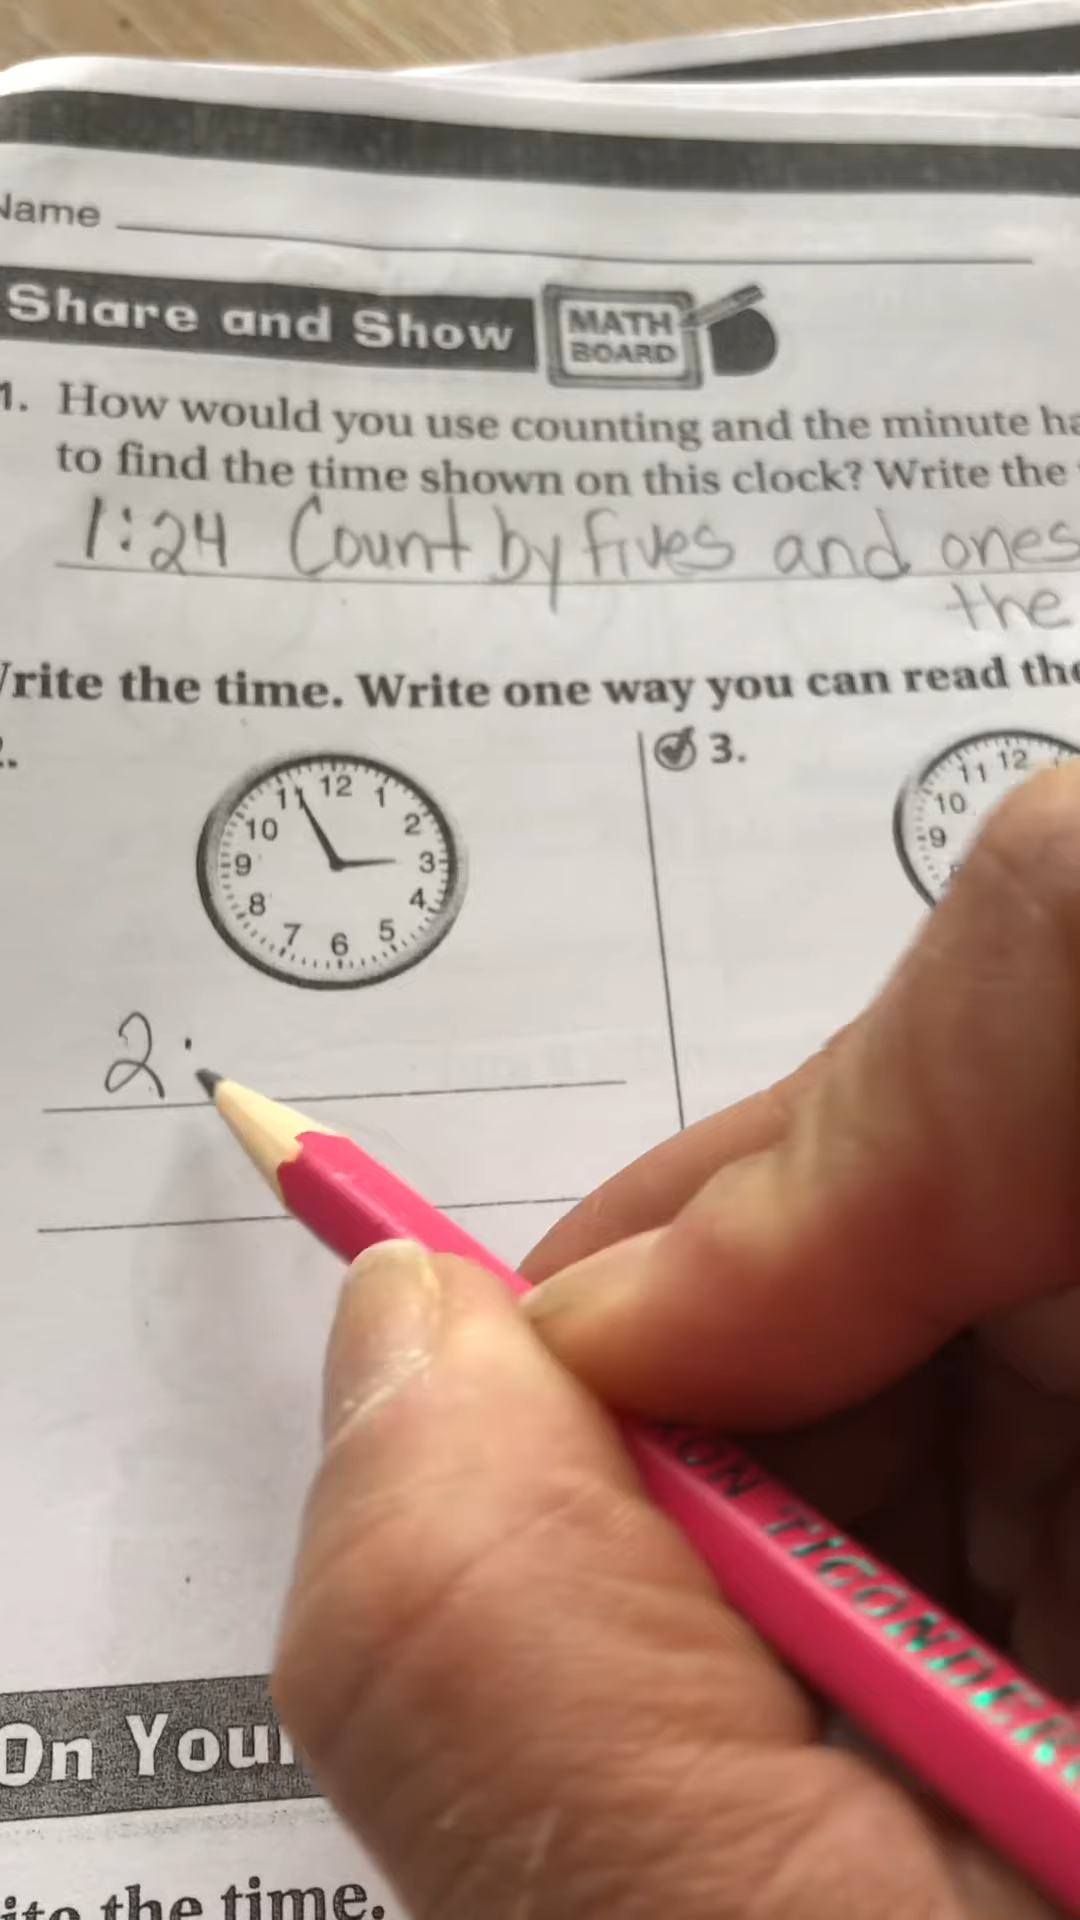 Name
Share and Show MATH
BOARD
1. How would you use counting and the minute
to find the time shown on this clock? Write the
1:24 Count by fives and ones
the
Write the time. Write one way you can read the
3.
12
11 1
10 2
9 3
8 4
7 6 5
12
11
10
9
2:
On Your
the time.
TICONDER